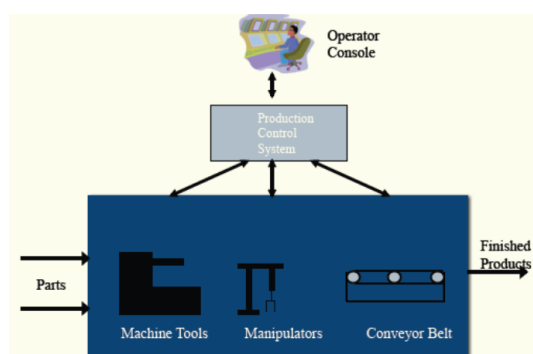 Operator
Console
Production
Control
System
Finished
Products
Parts
Machine Tools
Manipulators
Conveyor Belt